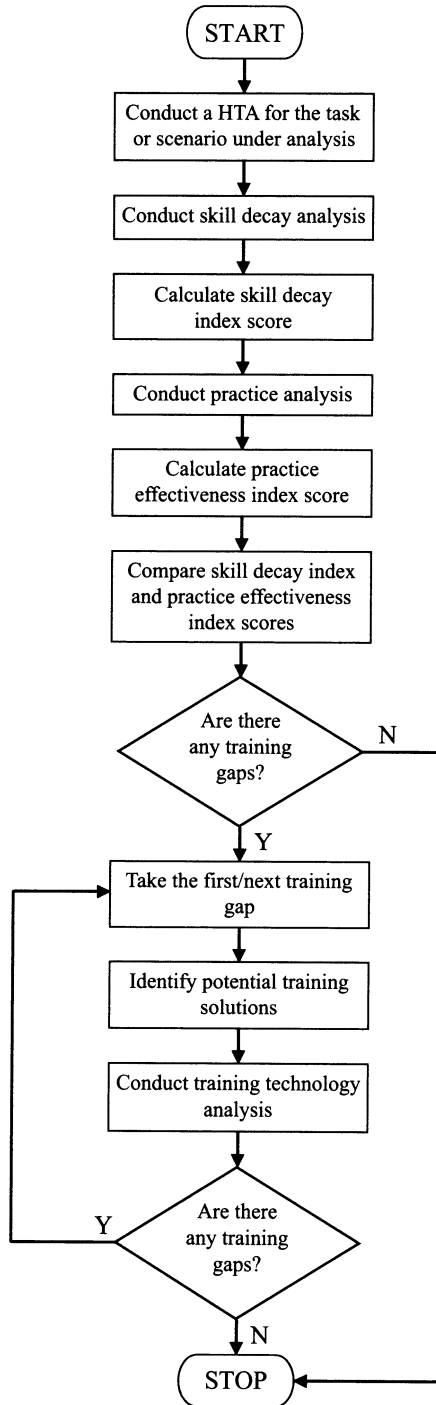 START
Conduct a HTA for the task
or scenario under analysis
Conduct skill decay analysis
Calculate skill decay
index score
Conduct practice analysis
Calculate practice
effectiveness index score
Compare skill decay index
and practice effectiveness
index scores
Are there
any training
gaps?
N
Y
Take the first/next training
gap
Identify potential training
solutions
Conduct training technology
analysis
Are there
any training
gaps?
Y
N
STOP